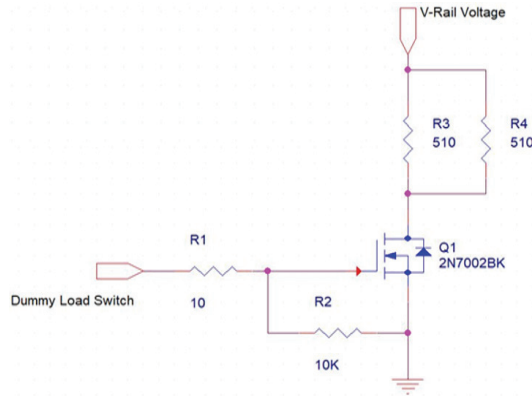 V-Rail Voltage
R3
510
R4
510
R1
10
Q1
2N7002BK
Dummy Load Switch
R2
10K